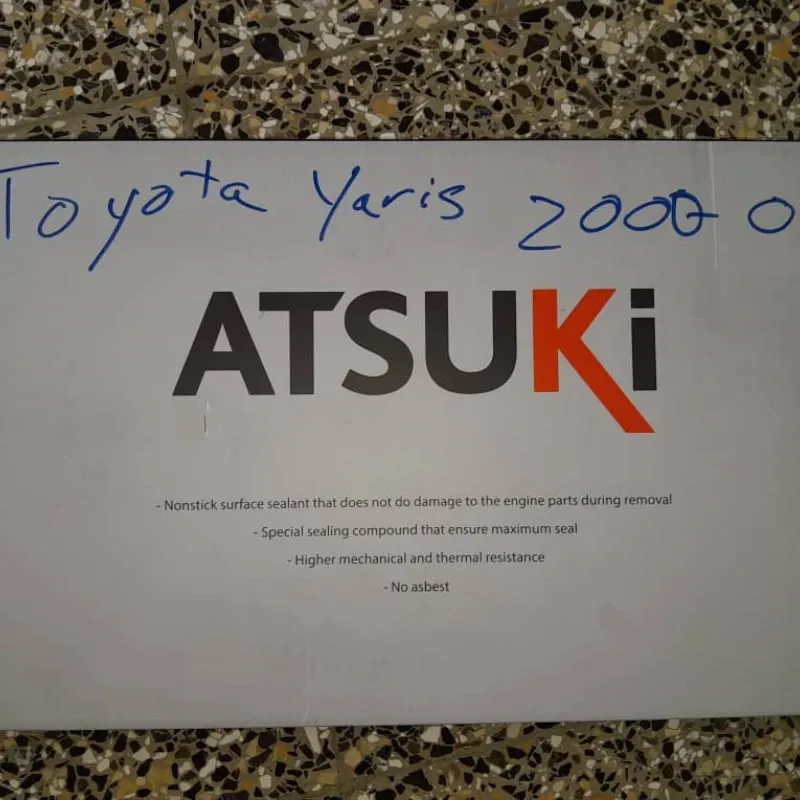 Toyota Yaris 2000-0
ATSUKi
- Nonstick surface sealant that does not do damage to the engine parts during removal
- Special sealing compound that ensure maximum seal
- Higher mechanical and thermal resistance
- No asbest